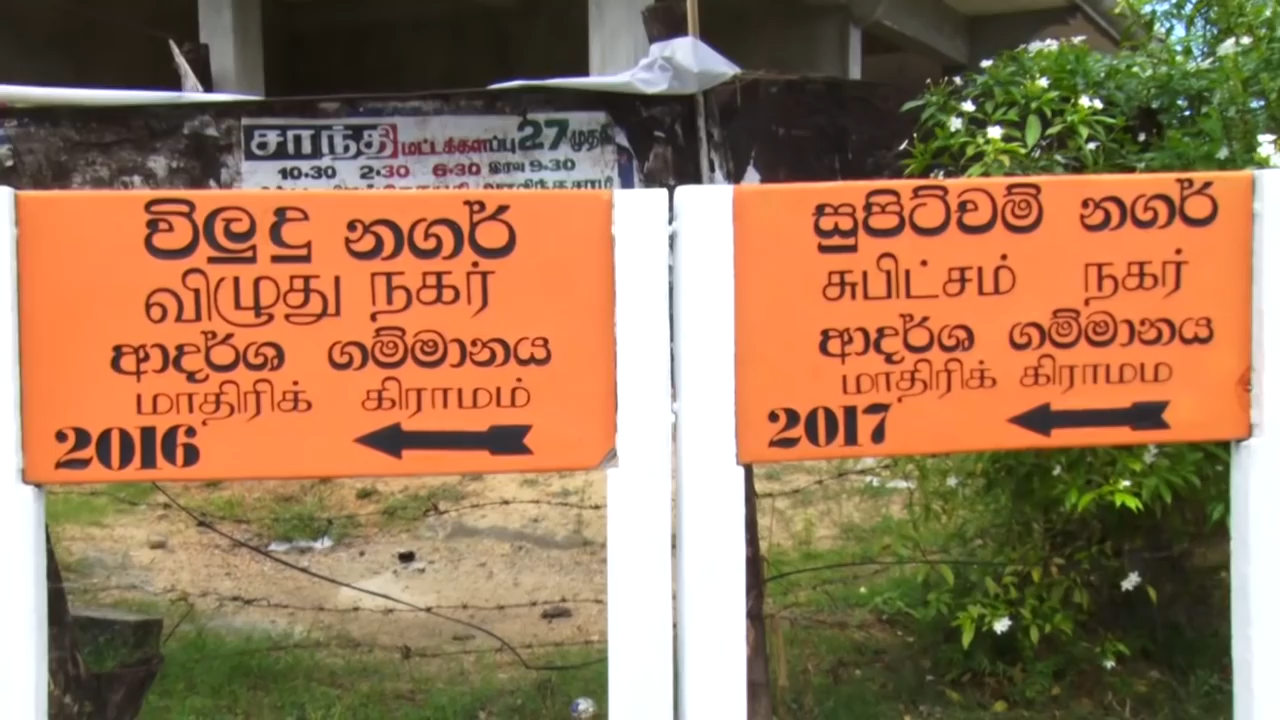 சாந்தி மட்டக்களப்பு 27 முதல்
10.30 2.30 6.30 இரவு 9.30
විලුදු නගර්
விழுது நகர்
ආදර්ශ ගම්මානය
மாதிரிக் கிராமம்
2016
සුපිට්චම් නගර්
சுபிட்சம் நகர்
ආදර්ශ ගම්මානය
மாதிரிக் கிராமம
2017